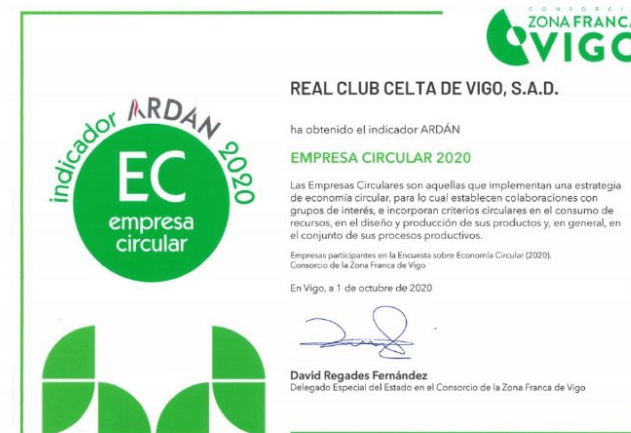 CONSORCIO
ZONA FRANCA
VIGO
indicador ARDÁN 2020
EC
empresa
circular
REAL CLUB CELTA DE VIGO, S.A.D.
ha obtenido el indicador ARDÁN
EMPRESA CIRCULAR 2020
Las Empresas Circulares son aquellas que implementan una estrategia
de economía circular, para lo cual establecen colaboraciones con
grupos de interés, e incorporan criterios circulares en el consumo de
recursos, en el diseño y producción de sus productos y, en general, en
el conjunto de sus procesos productivos.
Empresas participantes en la Encuesta sobre Economía Circular (2020).
Consorcio de la Zona Franca de Vigo
En Vigo, a 1 de octubre de 2020
David Regades Fernández
Delegado Especial del Estado en el Consorcio de la Zona Franca de Vigo